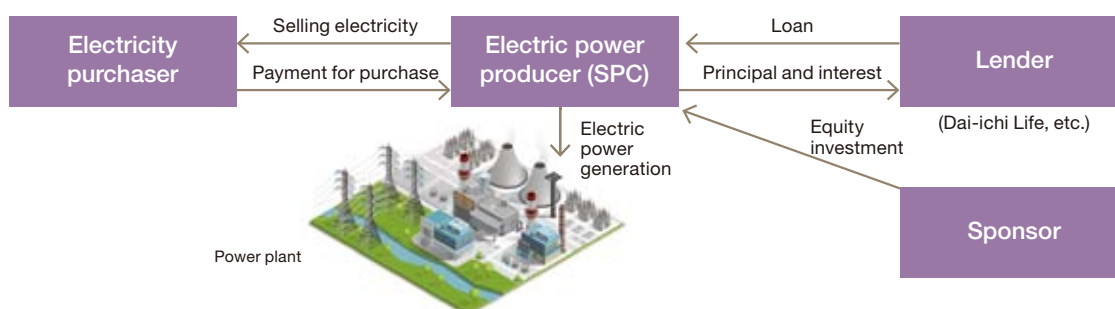 Electricity
purchaser
Selling electricity
Payment for purchase
Electric power
producer (SPC)
Loan
Principal and interest
Lender
(Dai-ichi Life, etc.)
Equity
investment
Electric
power
generation
Sponsor
Power plant